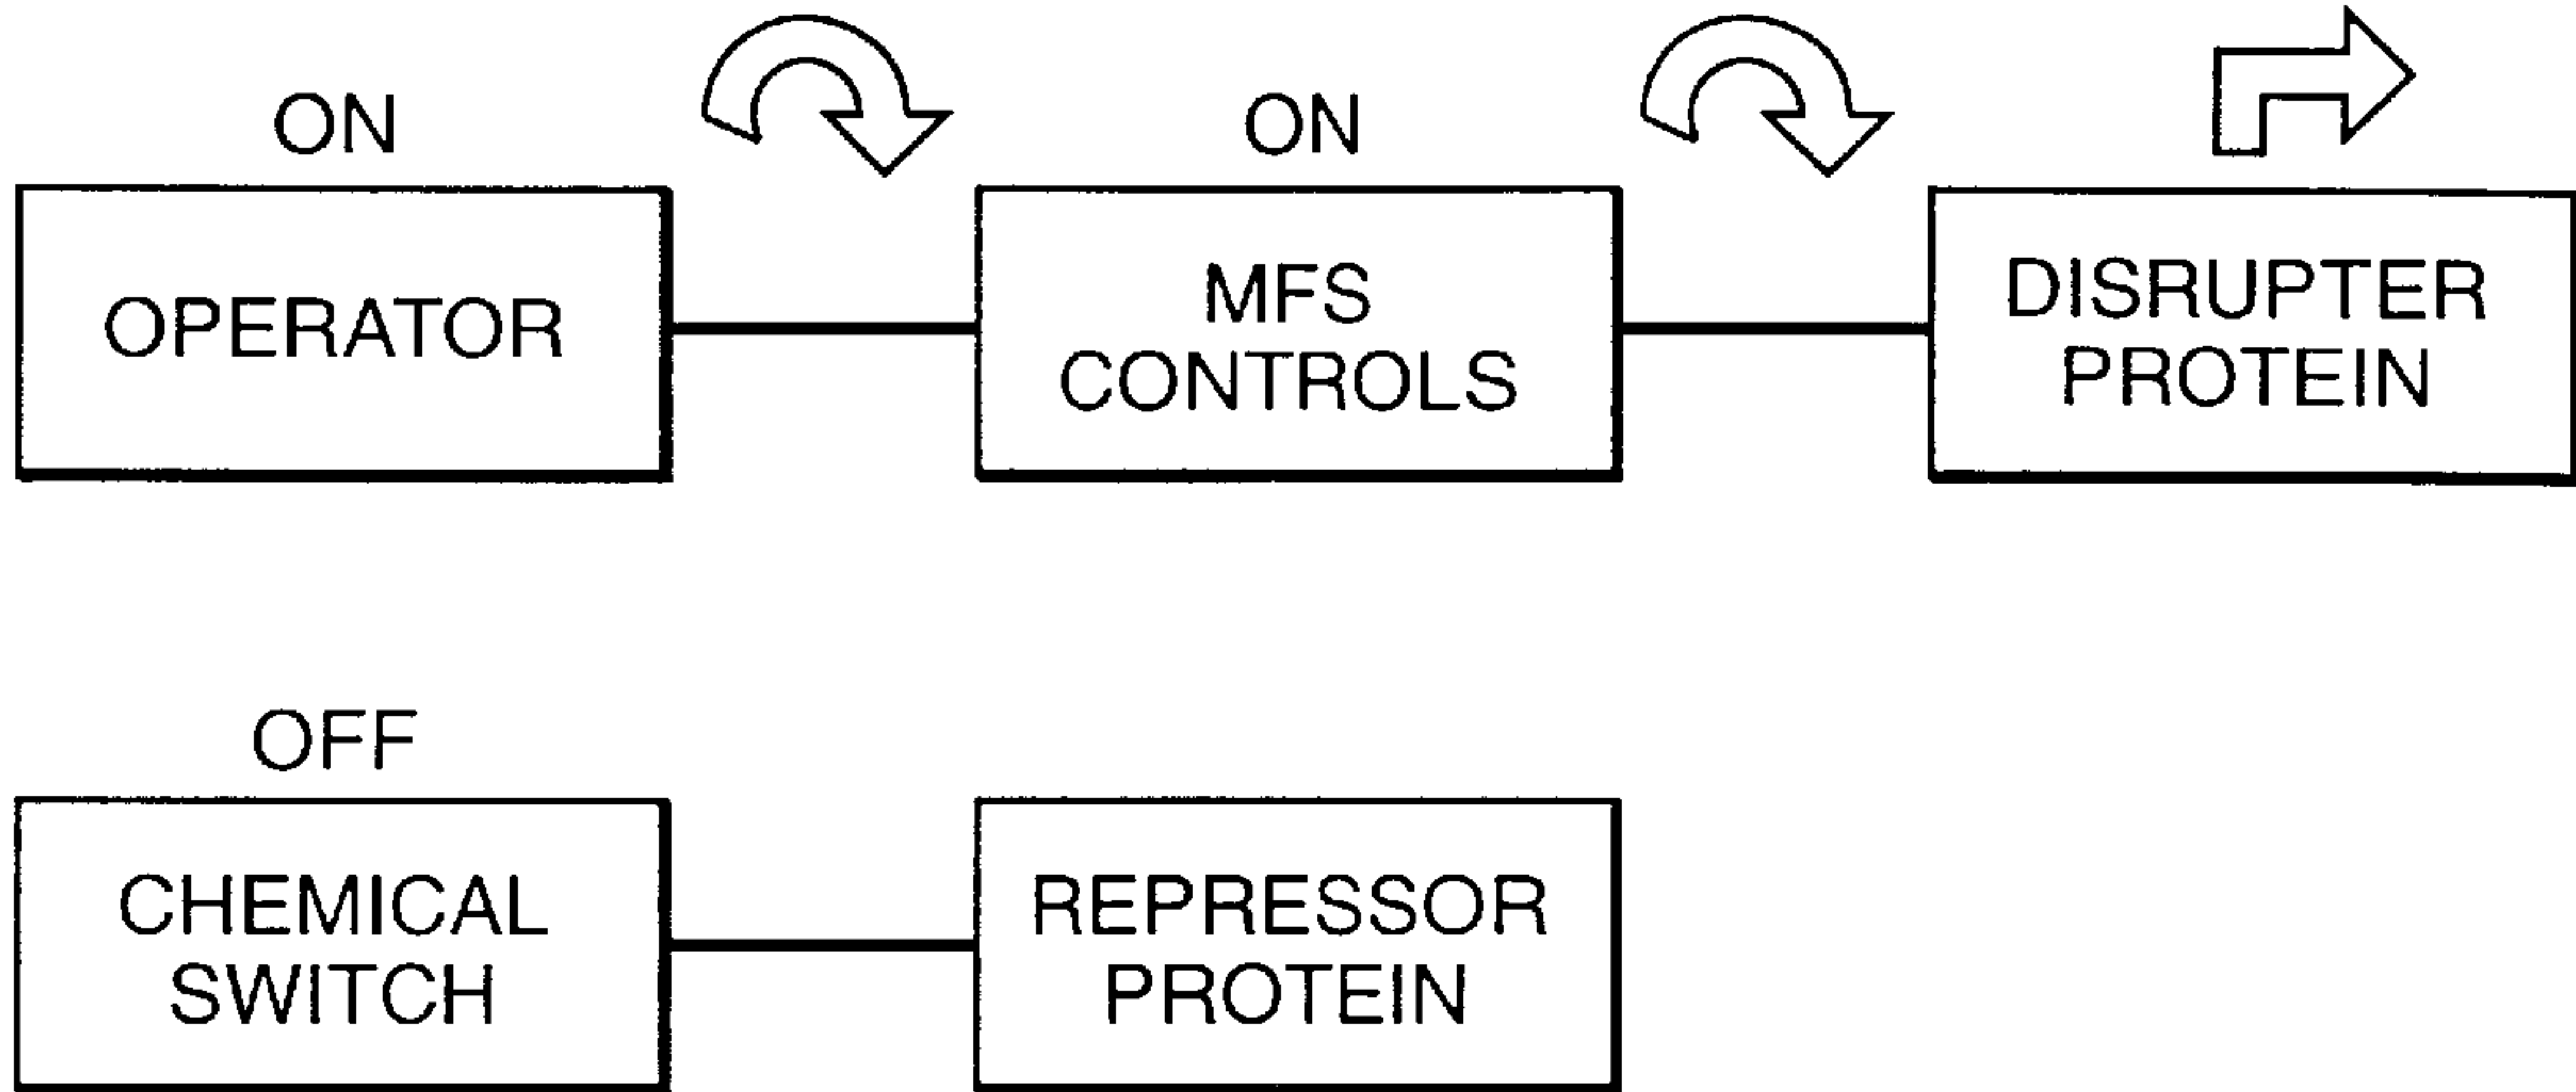 ON
ON
OPERATOR
MFS
CONTROLS
DISRUPTER
PROTEIN
OFF
CHEMICAL
SWITCH
REPRESSOR
PROTEIN